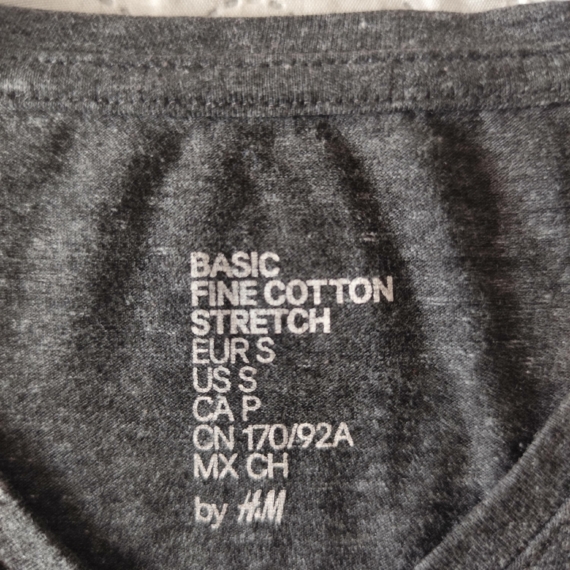 BASIC
FINE COTTON
STRETCH
EUR S
US S
CA P
CN 170/92A
MX CH
by H&M